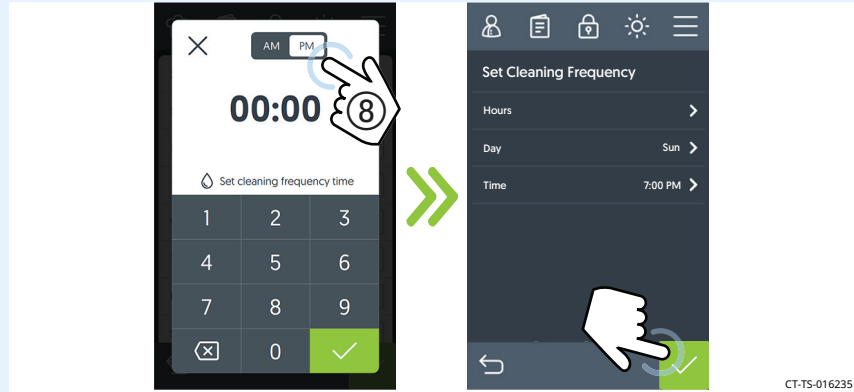 AM PM
00:00
8
Set cleaning frequency time
1 2 3
4 5 6
7 8 9
0
Set Cleaning Frequency
Hours
Day Sun
Time 7:00 PM
CT-TS-016235